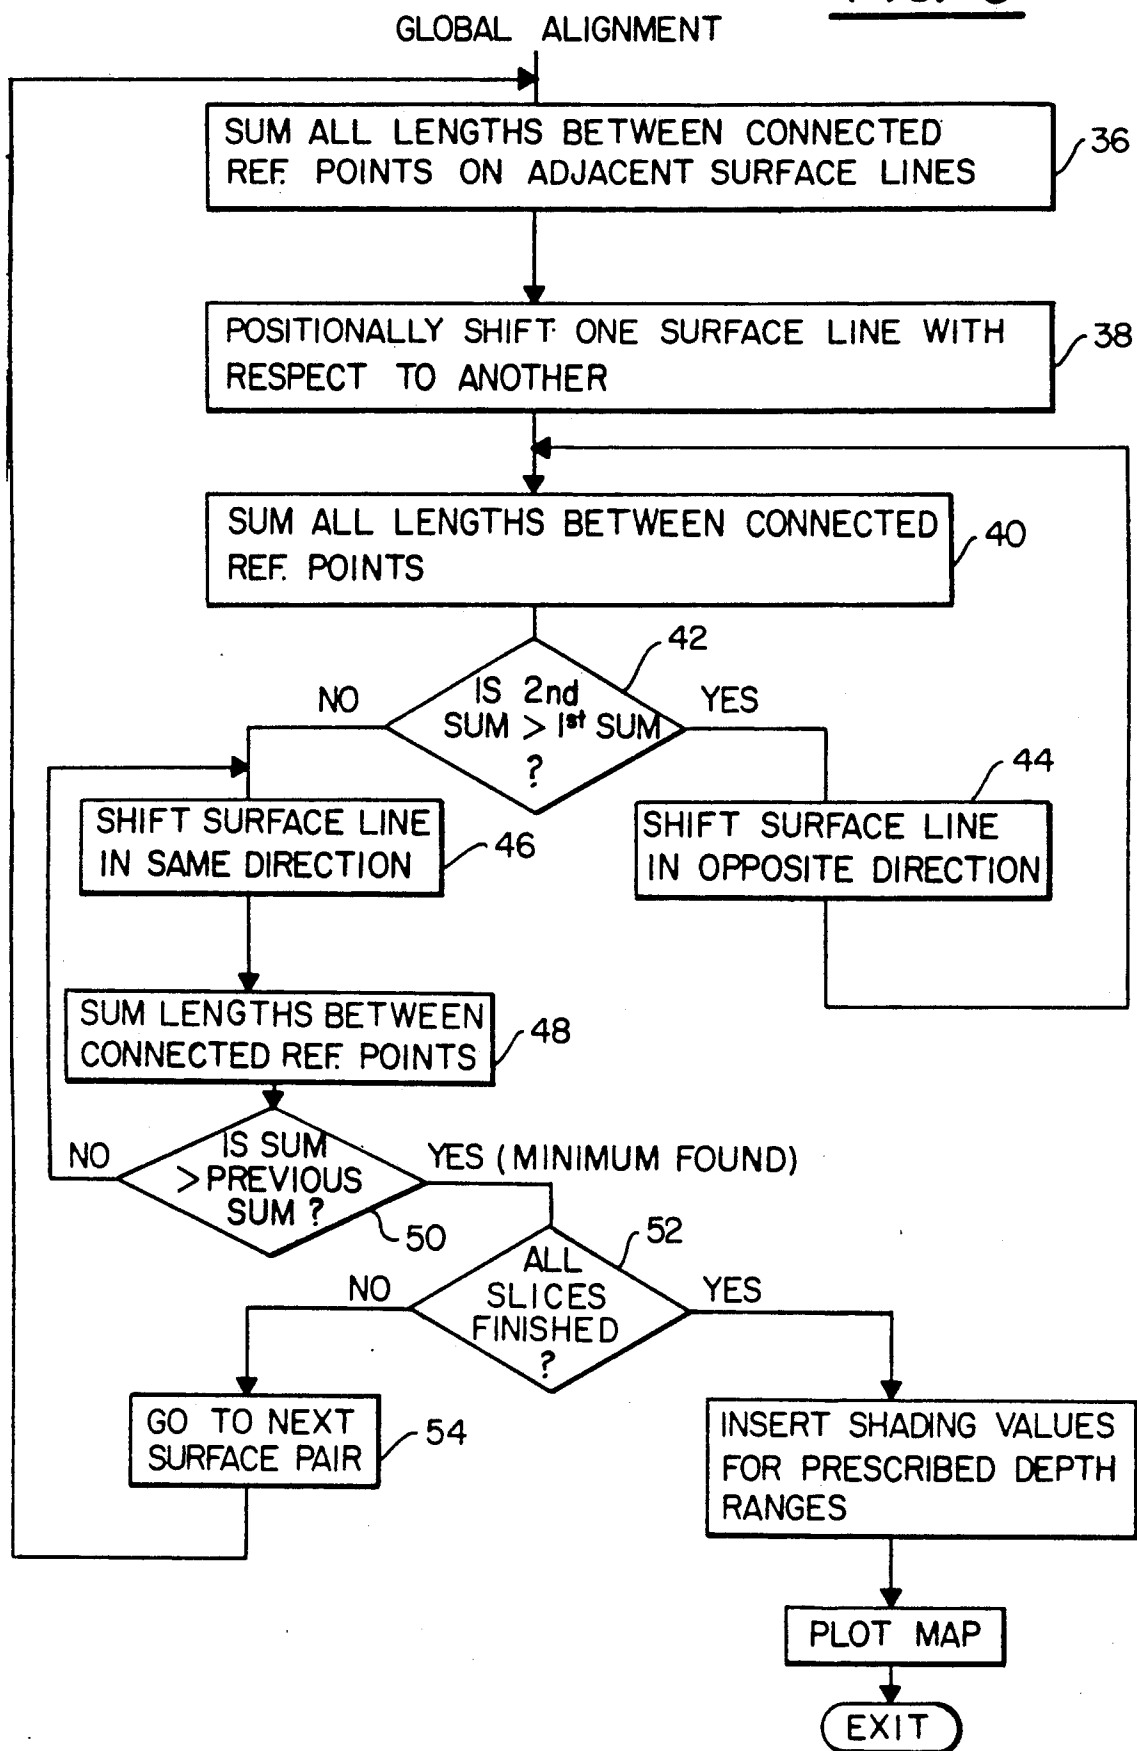 GLOBAL ALIGNMENT
SUM ALL LENGTHS BETWEEN CONNECTED
REF. POINTS ON ADJACENT SURFACE LINES
36
POSITIONALLY SHIFT ONE SURFACE LINE WITH
RESPECT TO ANOTHER
38
SUM ALL LENGTHS BETWEEN CONNECTED
REF. POINTS
40
42
NO
IS 2nd
SUM > 1st SUM
?
YES
44
SHIFT SURFACE LINE
IN SAME DIRECTION
46
SHIFT SURFACE LINE
IN OPPOSITE DIRECTION
SUM LENGTHS BETWEEN
CONNECTED REF. POINTS
48
NO
IS SUM
> PREVIOUS
SUM ?
YES (MINIMUM FOUND)
50
52
NO
ALL
SLICES
FINISHED
?
YES
GO TO NEXT
SURFACE PAIR
54
INSERT SHADING VALUES
FOR PRESCRIBED DEPTH
RANGES
PLOT MAP
EXIT